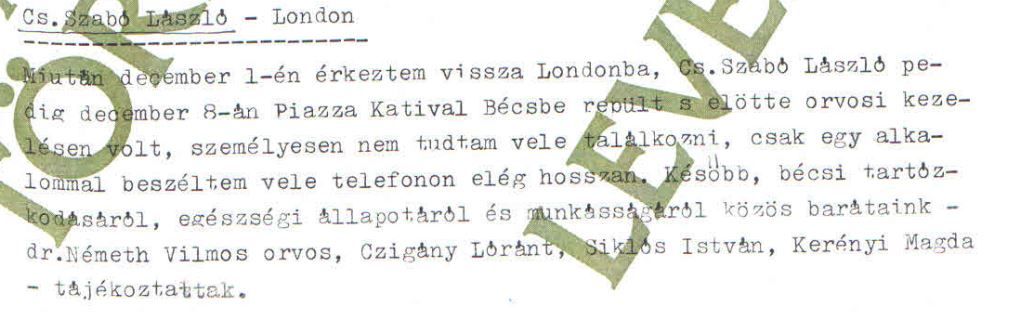 Cs.Szabó László - London
Miután december 1-én érkeztem vissza Londonba, Cs.Szabó László pe-
dig december 8-án Piazza Katival Bécsbe repült s elötte orvosi keze-
lésen volt, személyesen nem tudtam vele találkozni, csak egy alka-
lommal beszéltem vele telefonon elég hosszan. Később, bécsi tartóz-
kodásáról, egészségi állapotáról és munkásságáról közös barátaink -
dr.Németh Vilmos orvos, Czigány Lóránt, Siklós István, Kerényi Magda
- tájékoztattak.